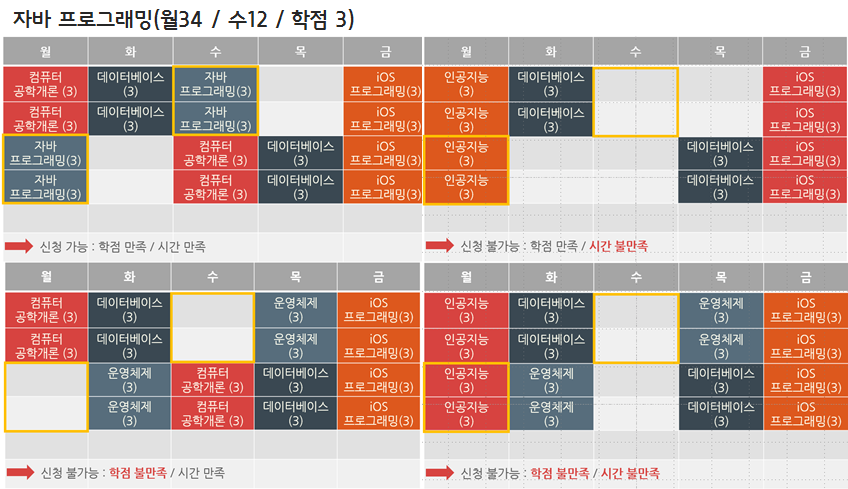 자바 프로그래밍(월34 / 수12 / 학점 3)
월 화 수 목 금
컴퓨터 데이터베이스 자바 iOS
공학개론 (3) (3) 프로그래밍(3) 프로그래밍(3)
컴퓨터 데이터베이스 자바 iOS
공학개론 (3) (3) 프로그래밍(3) 프로그래밍(3)
자바 컴퓨터 데이터베이스 iOS
프로그래밍(3) 공학개론 (3) (3) 프로그래밍(3)
자바 컴퓨터 데이터베이스 iOS
프로그래밍(3) 공학개론 (3) (3) 프로그래밍(3)
신청 가능 : 학점 만족 / 시간 만족
월 화 수 목 금
인공지능 데이터베이스 iOS
(3) (3) 프로그래밍(3)
인공지능 데이터베이스 iOS
(3) (3) 프로그래밍(3)
인공지능 데이터베이스 iOS
(3) (3) 프로그래밍(3)
인공지능 데이터베이스 iOS
(3) (3) 프로그래밍(3)
신청 불가능 : 학점 만족 / 시간 불만족
월 화 수 목 금
컴퓨터 데이터베이스 운영체제 iOS
공학개론 (3) (3) (3) 프로그래밍(3)
컴퓨터 데이터베이스 운영체제 iOS
공학개론 (3) (3) (3) 프로그래밍(3)
운영체제 컴퓨터 데이터베이스 iOS
(3) 공학개론 (3) (3) 프로그래밍(3)
운영체제 컴퓨터 데이터베이스 iOS
(3) 공학개론 (3) (3) 프로그래밍(3)
신청 불가능 : 학점 불만족 / 시간 만족
월 화 수 목 금
인공지능 데이터베이스 운영체제 iOS
(3) (3) (3) 프로그래밍(3)
인공지능 데이터베이스 운영체제 iOS
(3) (3) (3) 프로그래밍(3)
인공지능 운영체제 데이터베이스 iOS
(3) (3) (3) 프로그래밍(3)
인공지능 운영체제 데이터베이스 iOS
(3) (3) (3) 프로그래밍(3)
신청 불가능 : 학점 불만족 / 시간 불만족